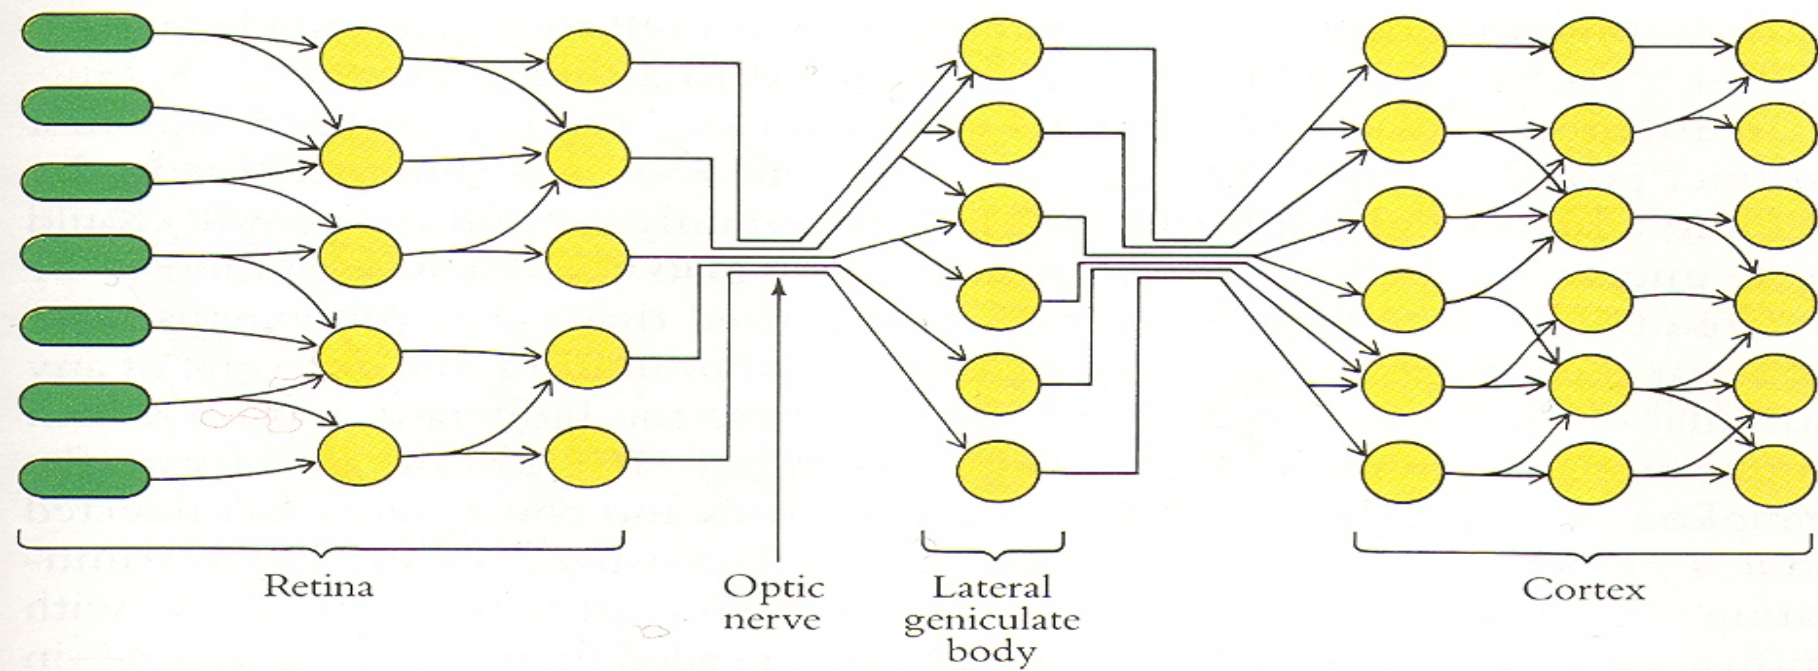 Retina
Optic
nerve
Lateral
geniculate
body
Cortex